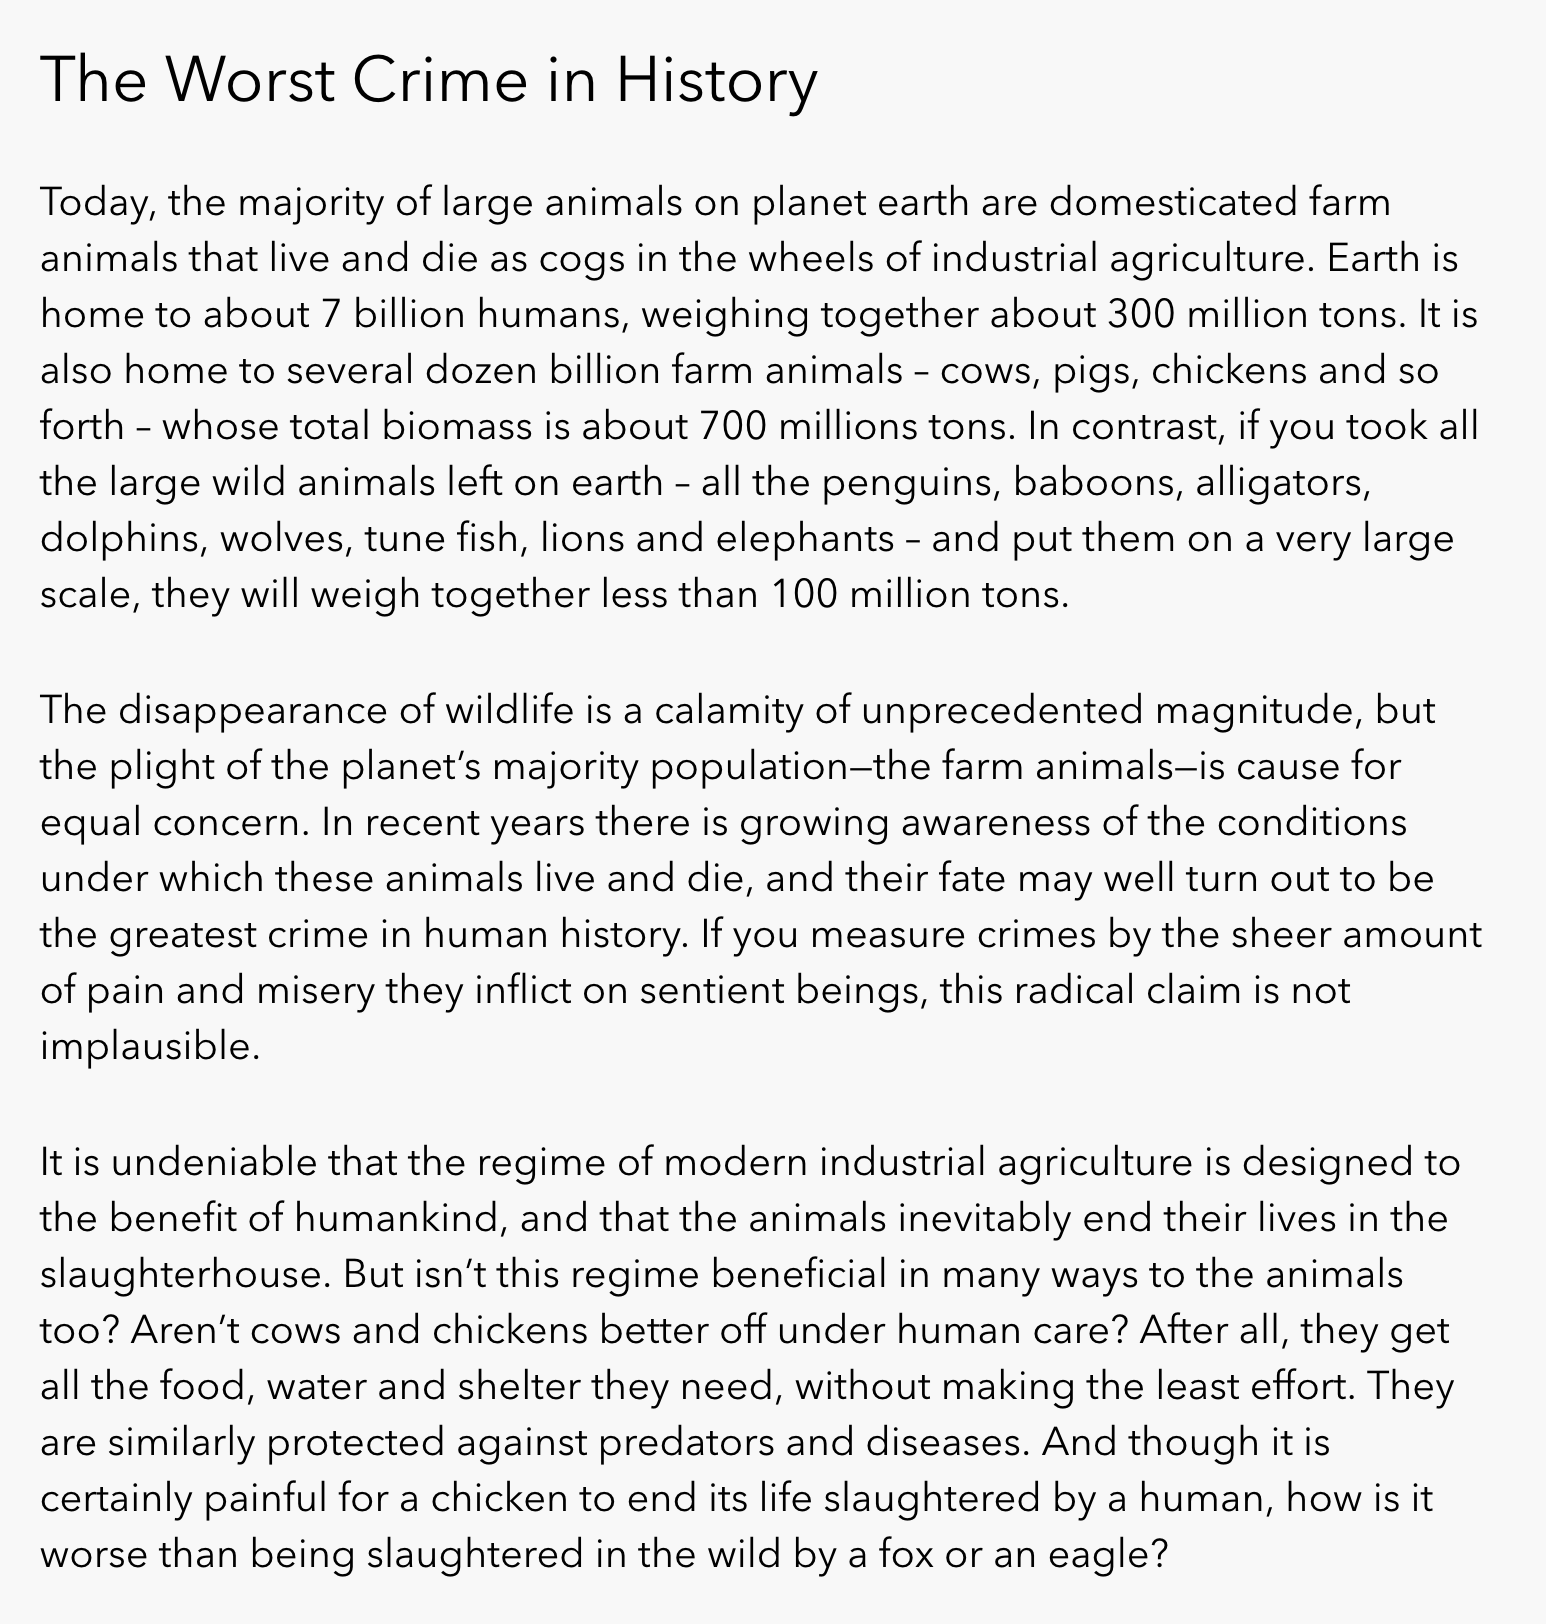 The Worst Crime in History
Today, the majority of large animals on planet earth are domesticated farm
animals that live and die as cogs in the wheels of industrial agriculture. Earth is
home to about 7 billion humans, weighing together about 300 million tons. It is
also home to several dozen billion farm animals – cows, pigs, chickens and so
forth – whose total biomass is about 700 millions tons. In contrast, if you took all
the large wild animals left on earth – all the penguins, baboons, alligators,
dolphins, wolves, tune fish, lions and elephants – and put them on a very large
scale, they will weigh together less than 100 million tons.
The disappearance of wildlife is a calamity of unprecedented magnitude, but
the plight of the planet’s majority population—the farm animals—is cause for
equal concern. In recent years there is growing awareness of the conditions
under which these animals live and die, and their fate may well turn out to be
the greatest crime in human history. If you measure crimes by the sheer amount
of pain and misery they inflict on sentient beings, this radical claim is not
implausible.
It is undeniable that the regime of modern industrial agriculture is designed to
the benefit of humankind, and that the animals inevitably end their lives in the
slaughterhouse. But isn’t this regime beneficial in many ways to the animals
too? Aren’t cows and chickens better off under human care? After all, they get
all the food, water and shelter they need, without making the least effort. They
are similarly protected against predators and diseases. And though it is
certainly painful for a chicken to end its life slaughtered by a human, how is it
worse than being slaughtered in the wild by a fox or an eagle?